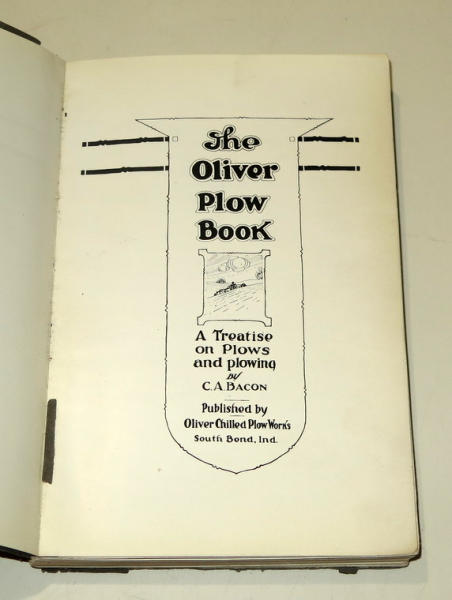 The
Oliver
Plow
Book
A Treatise
on Plows
and plowing
by
C.A. Bacon
Published by
Oliver Chilled Plow Works
South Bend, Ind.